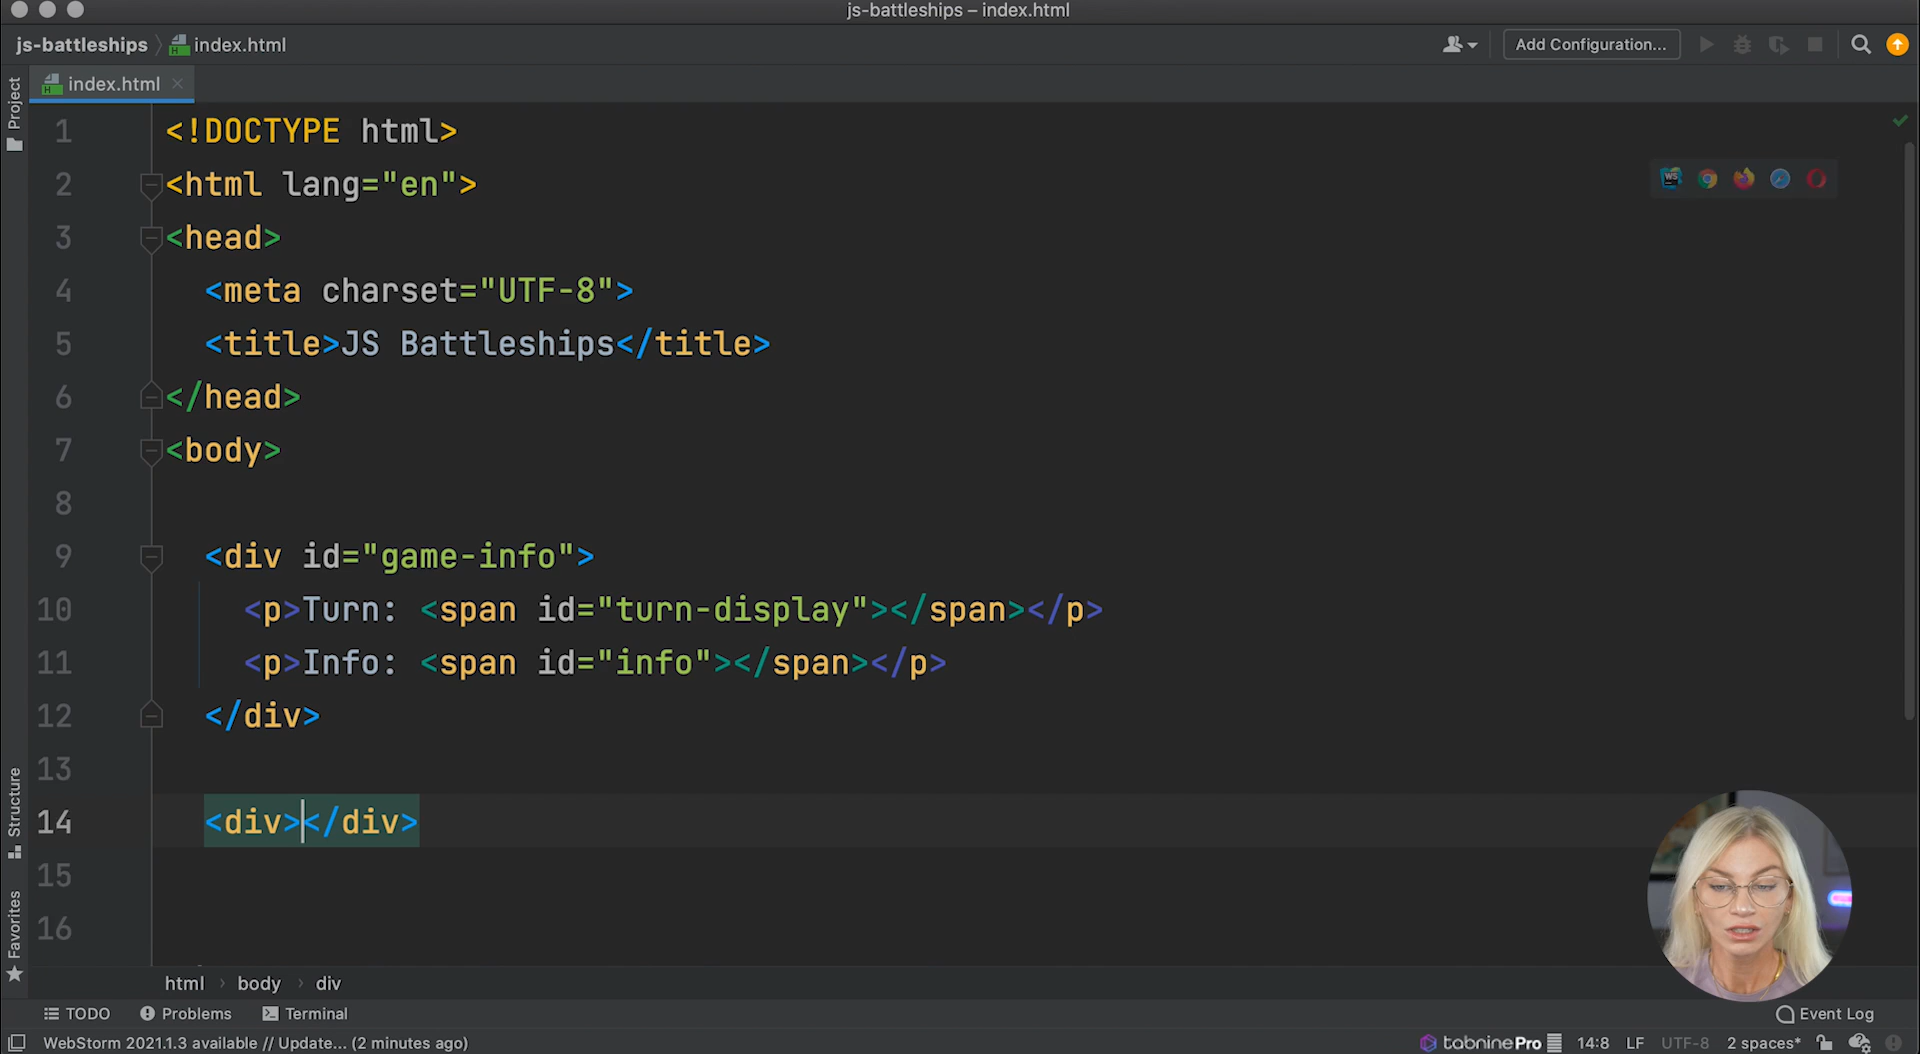 js-battleships – index.html
js-battleships 〉 index.html
Add Configuration...
index.html ×
Project
1 <!DOCTYPE html>
2 <html lang="en">
3 <head>
4 <meta charset="UTF-8">
5 <title>JS Battleships</title>
6 </head>
7 <body>
8
9 <div id="game-info">
10 <p>Turn: <span id="turn-display"></span></p>
11 <p>Info: <span id="info"></span></p>
12 </div>
13
14 <div></div>
15
16
Structure
Favorites
html › body › div
TODO Problems Terminal Event Log
WebStorm 2021.1.3 available // Update... (2 minutes ago) tabnine Pro 14:8 LF UTF-8 2 spaces*